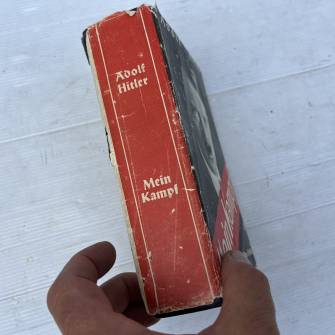 Adolf
Hitler
Mein
Kampf